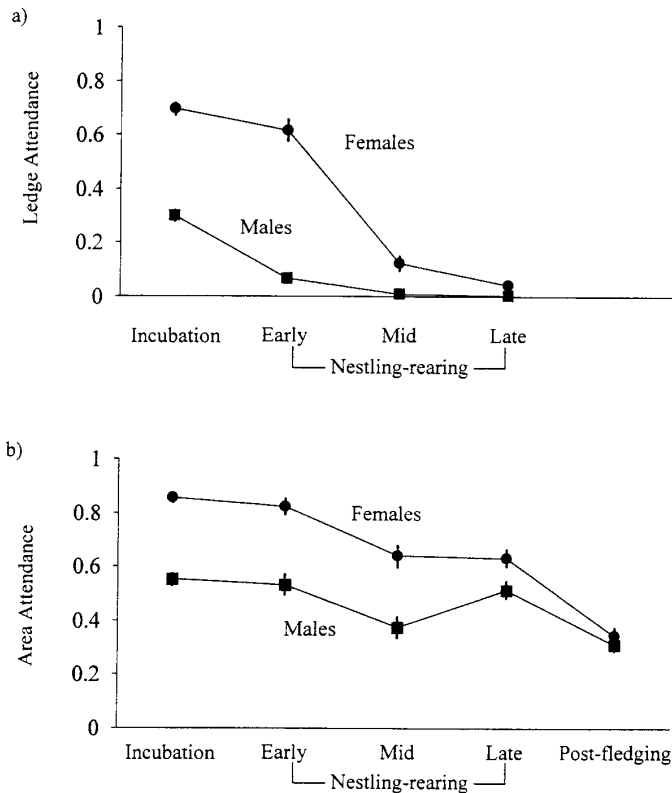 a)
1
0.8
0.6
0.4
0.2
0
Ledge Attendance
Females
Males
Incubation Early Mid Late
Nestling-rearing
b)
1
0.8
0.6
0.4
0.2
0
Area Attendance
Females
Males
Incubation Early Mid Late Post-fledging
Nestling-rearing